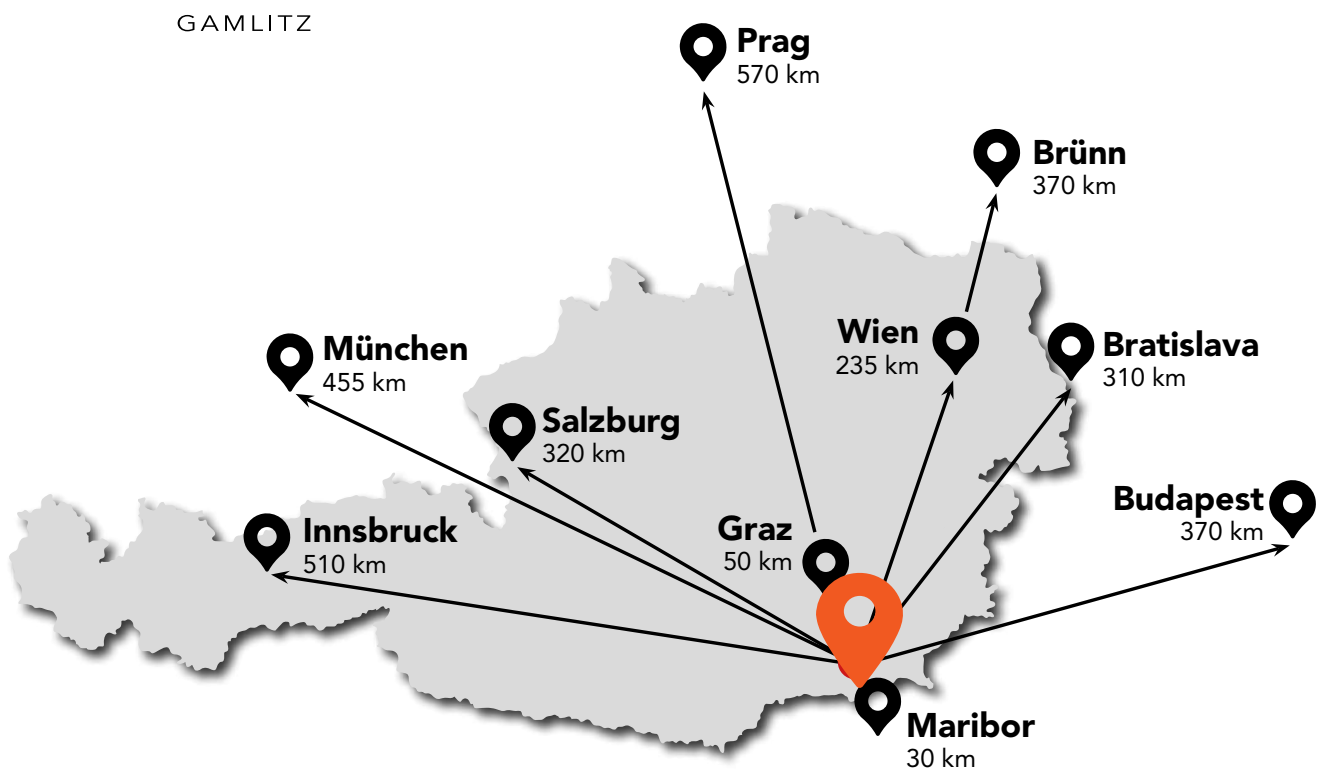 GAMLITZ
Prag
570 km
Brünn
370 km
Wien
235 km
Bratislava
310 km
München
455 km
Salzburg
320 km
Budapest
370 km
Innsbruck
510 km
Graz
50 km
Maribor
30 km